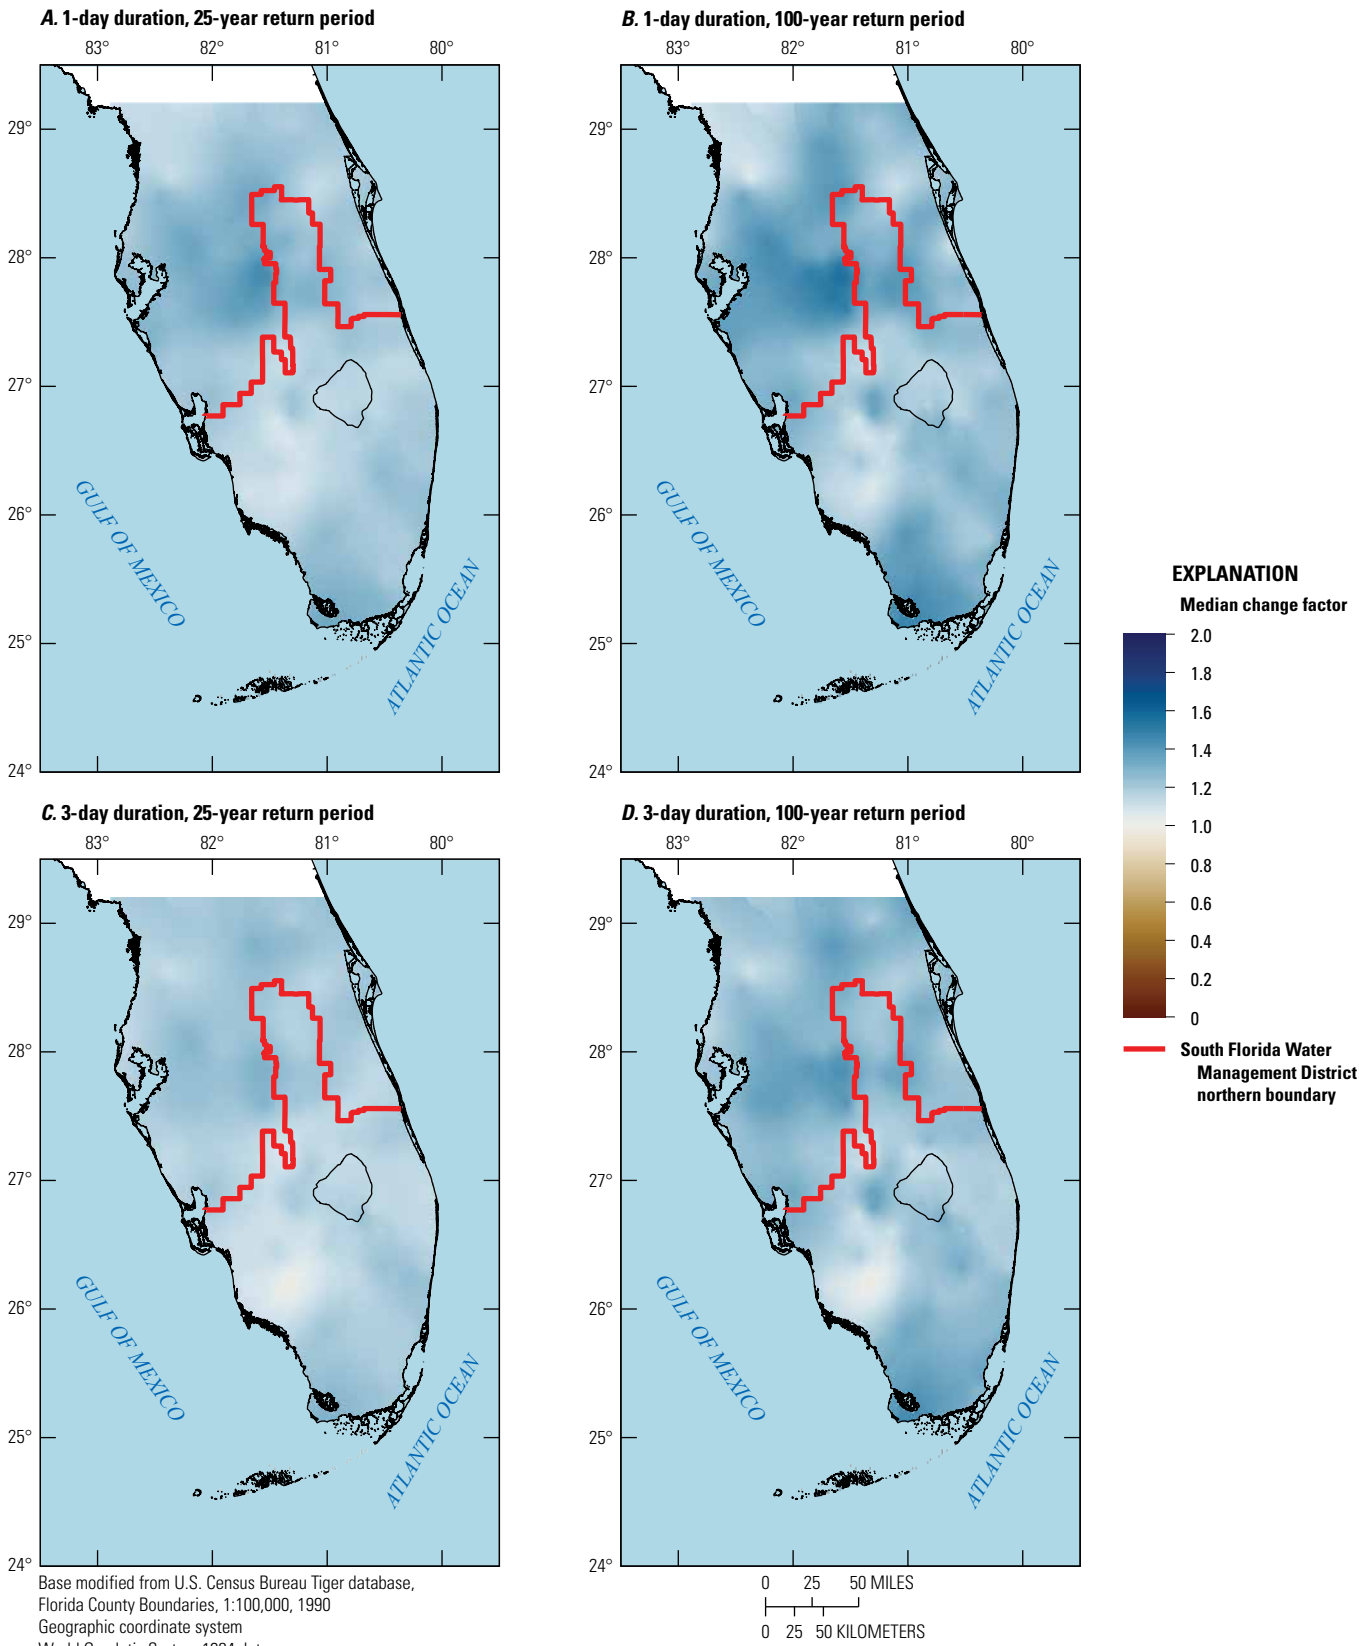 A. 1-day duration, 25-year return period
83° 82° 81° 80°
29°
28°
27°
26°
25°
24°
GULF OF MEXICO
ATLANTIC OCEAN
B. 1-day duration, 100-year return period
83° 82° 81° 80°
29°
28°
27°
26°
25°
24°
GULF OF MEXICO
ATLANTIC OCEAN
C. 3-day duration, 25-year return period
83° 82° 81° 80°
29°
28°
27°
26°
25°
24°
GULF OF MEXICO
ATLANTIC OCEAN
D. 3-day duration, 100-year return period
83° 82° 81° 80°
29°
28°
27°
26°
25°
24°
GULF OF MEXICO
ATLANTIC OCEAN
EXPLANATION
Median change factor
2.0
1.8
1.6
1.4
1.2
1.0
0.8
0.6
0.4
0.2
0
South Florida Water
Management District
northern boundary
Base modified from U.S. Census Bureau Tiger database,
Florida County Boundaries, 1:100,000, 1990
Geographic coordinate system
0 25 50 MILES
0 25 50 KILOMETERS